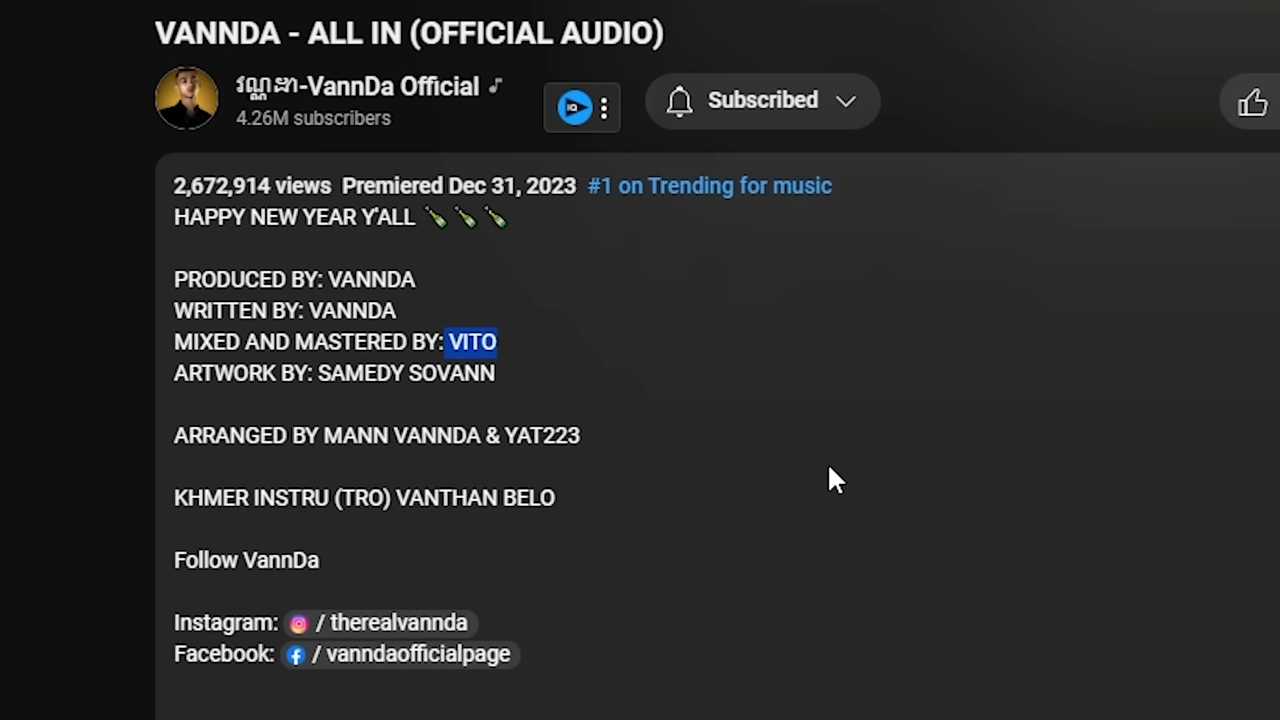 VANNDA - ALL IN (OFFICIAL AUDIO)
វណ្ណដា-VannDa Official
4.26M subscribers
IQ
Subscribed
2,672,914 views Premiered Dec 31, 2023 #1 on Trending for music
HAPPY NEW YEAR Y'ALL 🍾 🍾 🍾
PRODUCED BY: VANNDA
WRITTEN BY: VANNDA
MIXED AND MASTERED BY: VITO
ARTWORK BY: SAMEDY SOVANN
ARRANGED BY MANN VANNDA & YAT223
KHMER INSTRU (TRO) VANTHAN BELO
Follow VannDa
Instagram: / therealvannda
Facebook: / vanndaofficialpage